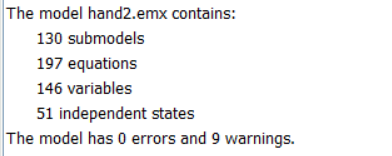 The model hand2.emx contains:
130 submodels
197 equations
146 variables
51 independent states
The model has 0 errors and 9 warnings.